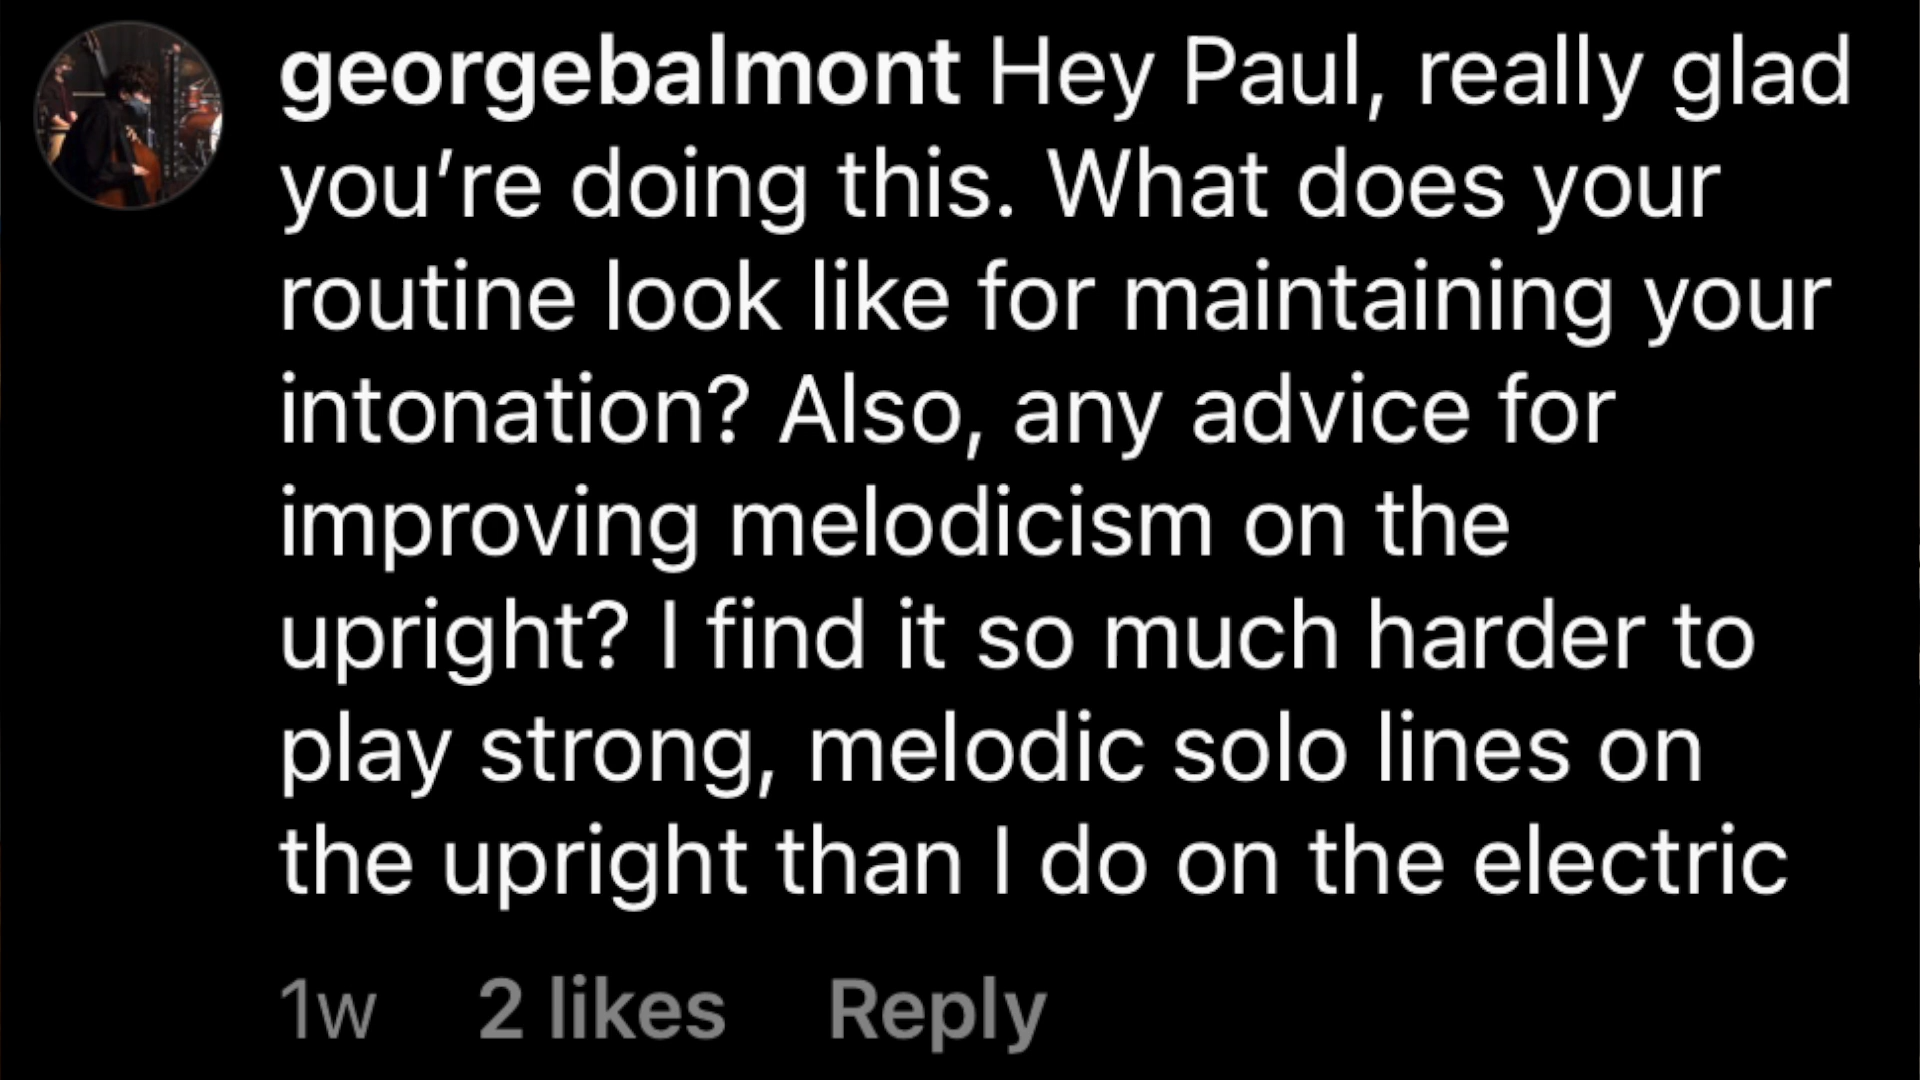 georgebalmont Hey Paul, really glad
you’re doing this. What does your
routine look like for maintaining your
intonation? Also, any advice for
improving melodicism on the
upright? I find it so much harder to
play strong, melodic solo lines on
the upright than I do on the electric
1w 2 likes Reply